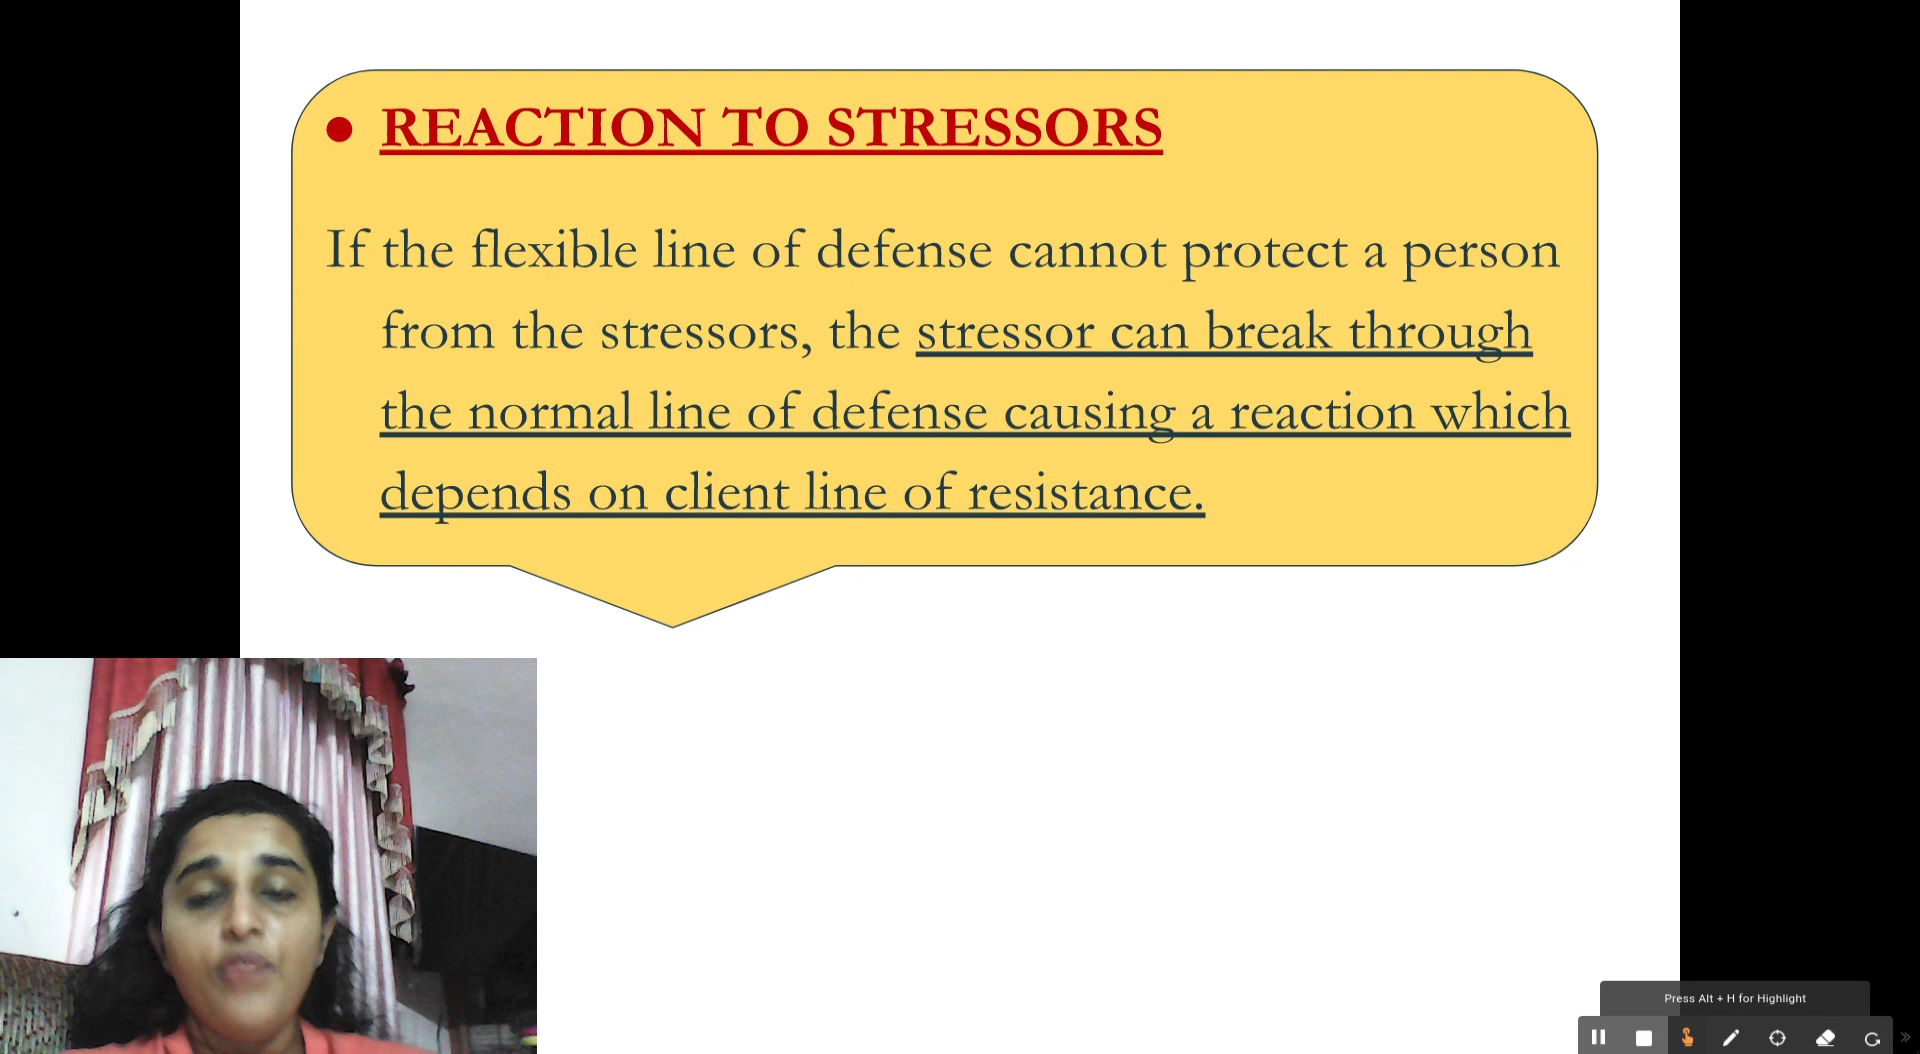 • REACTION TO STRESSORS
If the flexible line of defense cannot protect a person
from the stressors, the stressor can break through
the normal line of defense causing a reaction which
depends on client line of resistance.
Press Alt + H for Highlight